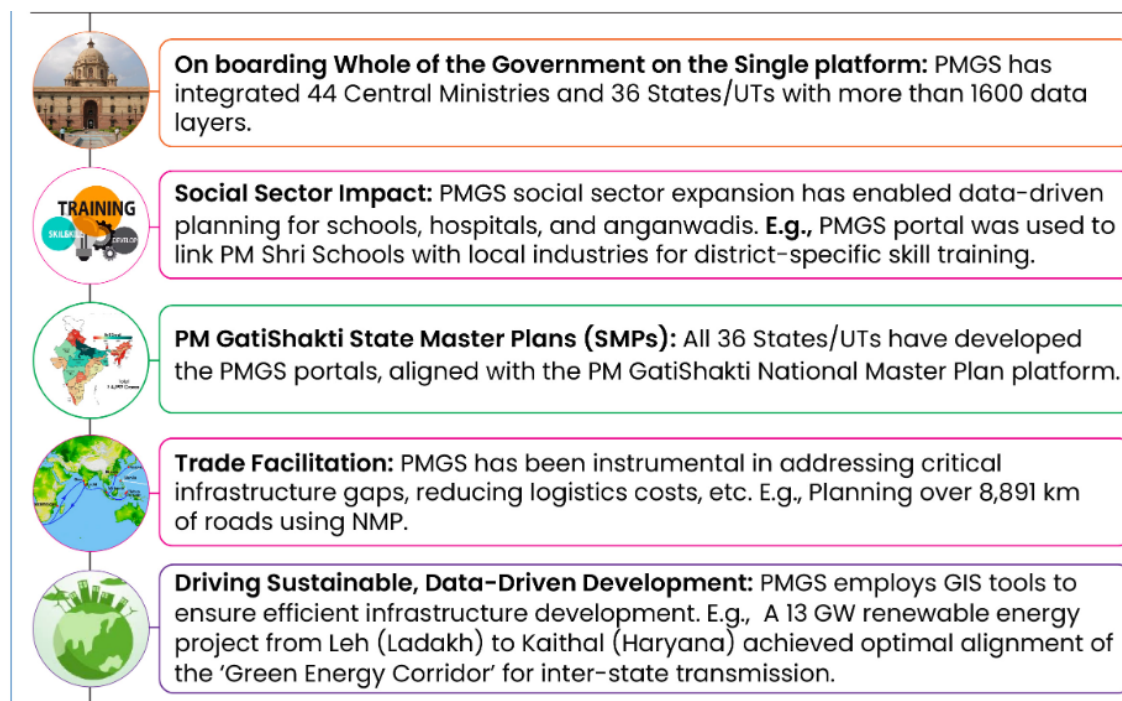 On boarding Whole of the Government on the Single platform: PMGS has
integrated 44 Central Ministries and 36 States/UTs with more than 1600 data
layers.
TRAINING
DEVELOP
Social Sector Impact: PMGS social sector expansion has enabled data-driven
planning for schools, hospitals, and anganwadis. E.g., PMGS portal was used to
link PM Shri Schools with local industries for district-specific skill training.
PM GatiShakti State Master Plans (SMPs): All 36 States/UTs have developed
the PMGS portals, aligned with the PM GatiShakti National Master Plan platform.
Trade Facilitation: PMGS has been instrumental in addressing critical
infrastructure gaps, reducing logistics costs, etc. E.g., Planning over 8,891 km
of roads using NMP.
Driving Sustainable, Data-Driven Development: PMGS employs GIS tools to
ensure efficient infrastructure development. E.g., A 13 GW renewable energy
project from Leh (Ladakh) to Kaithal (Haryana) achieved optimal alignment of
the ‘Green Energy Corridor’ for inter-state transmission.